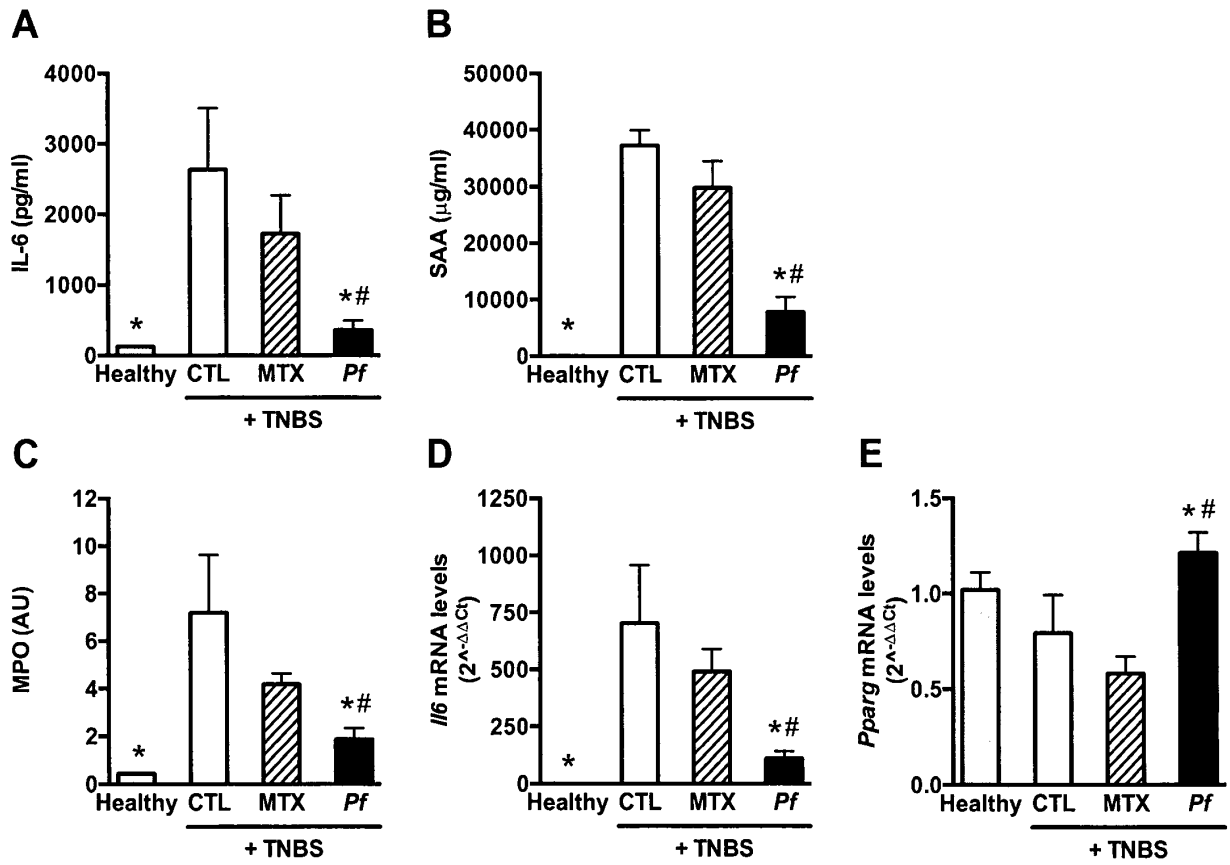 A
IL-6 (pg/ml)
4000
3000
2000
1000
0
*
*#
Healthy CTL MTX Pf
+ TNBS
B
SAA (µg/ml)
50000
40000
30000
20000
10000
0
*
*#
Healthy CTL MTX Pf
+ TNBS
C
MPO (AU)
12
10
8
6
4
2
0
*
*#
Healthy CTL MTX Pf
+ TNBS
D
Il6 mRNA levels
(2^-ΔΔCt)
1250
1000
750
500
250
0
*
*#
Healthy CTL MTX Pf
+ TNBS
E
Pparg mRNA levels
(2^-ΔΔCt)
1.5
1.0
0.5
0.0
*#
Healthy CTL MTX Pf
+ TNBS